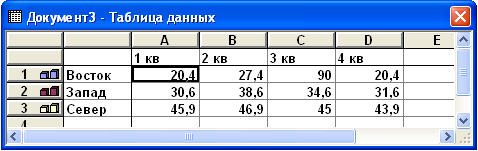 Документ3 - Таблица данных
A B C D E
1 кв 2 кв 3 кв 4 кв
1 Восток 20,4 27,4 90 20,4
2 Запад 30,6 38,6 34,6 31,6
3 Север 45,9 46,9 45 43,9
4